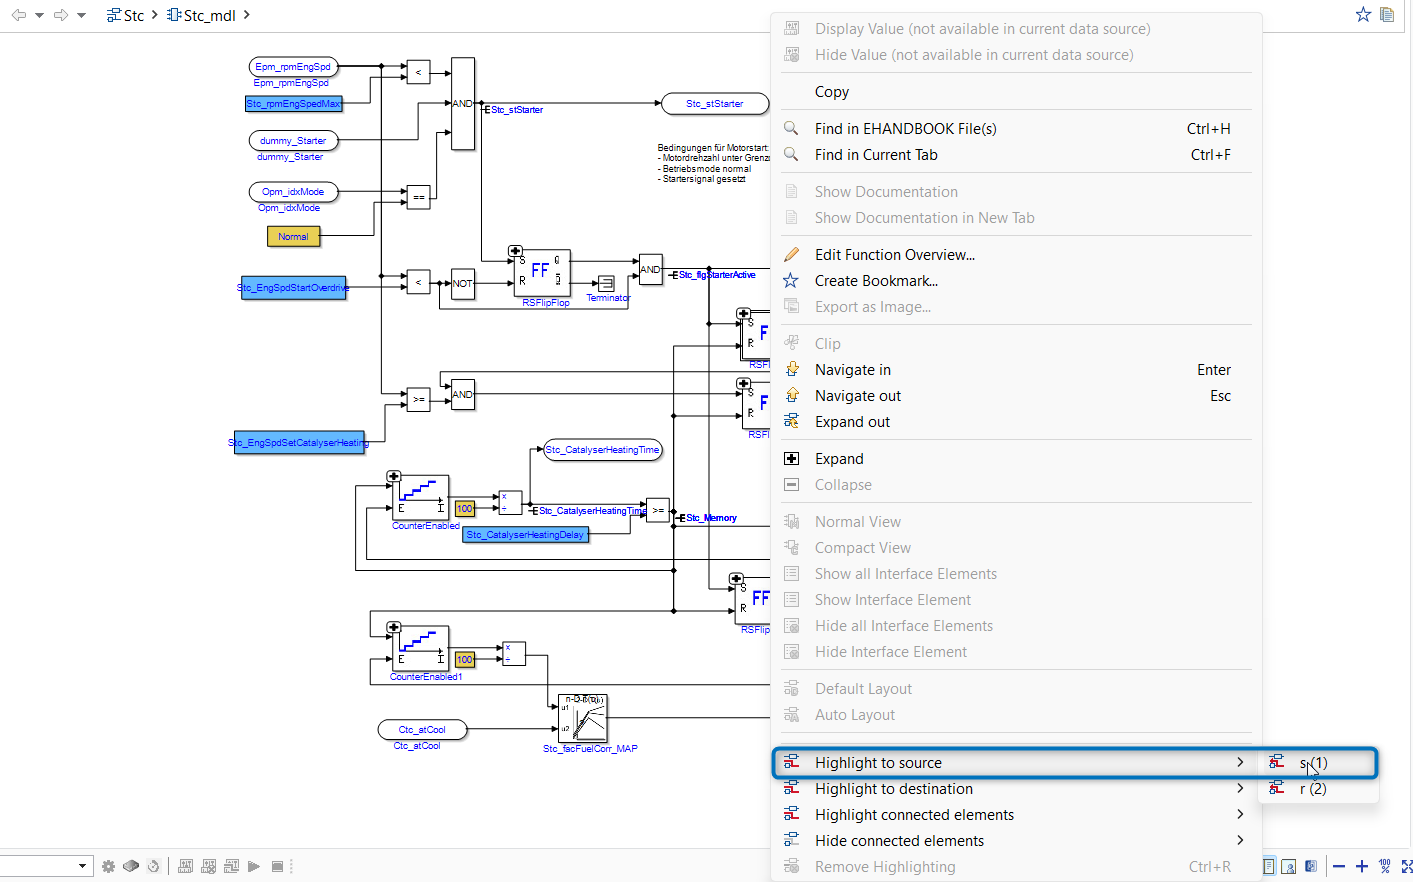 Stc > Stc_mdl >
Epm_rpmEngSpd
Epm_rpmEngSpd
<
Stc_rpmEngSpedMax
AND
Stc_stStarter
Stc_stStarter
dummy_Starter
dummy_Starter
Bedingungen für Motorstart:
- Motordrehzahl unter Grenz
- Betriebsmode normal
- Startersignal gesetzt
Opm_idxMode
Opm_idxMode
==
Normal
S
Q
FF
R
RSFlipFlop
Terminator
AND
Stc_flgStarterActive
Stc_EngSpdStartOverdrive
<
NOT
S
F
R
RSFl
>=
AND
S
F
R
RSFl
Stc_EngSpdSetCatalyserHeating
Stc_CatalyserHeatingTime
E
I
CounterEnabled
100
x
÷
Stc_CatalyserHeatingTime
>=
Stc_Memory
Stc_CatalyserHeatingDelay
S
FF
R
RSFlip
E
I
CounterEnabled1
100
x
÷
u1
u2
Stc_facFuelCorr_MAP
Ctc_atCool
Ctc_atCool
Display Value (not available in current data source)
Hide Value (not available in current data source)
Copy
Find in EHANDBOOK File(s) Ctrl+H
Find in Current Tab Ctrl+F
Show Documentation
Show Documentation in New Tab
Edit Function Overview...
Create Bookmark...
Export as Image...
Clip
Navigate in Enter
Navigate out Esc
Expand out
Expand
Collapse
Normal View
Compact View
Show all Interface Elements
Show Interface Element
Hide all Interface Elements
Hide Interface Element
Default Layout
Auto Layout
Highlight to source >
Highlight to destination >
Highlight connected elements >
Hide connected elements >
Remove Highlighting Ctrl+R
s (1)
r (2)
100
%